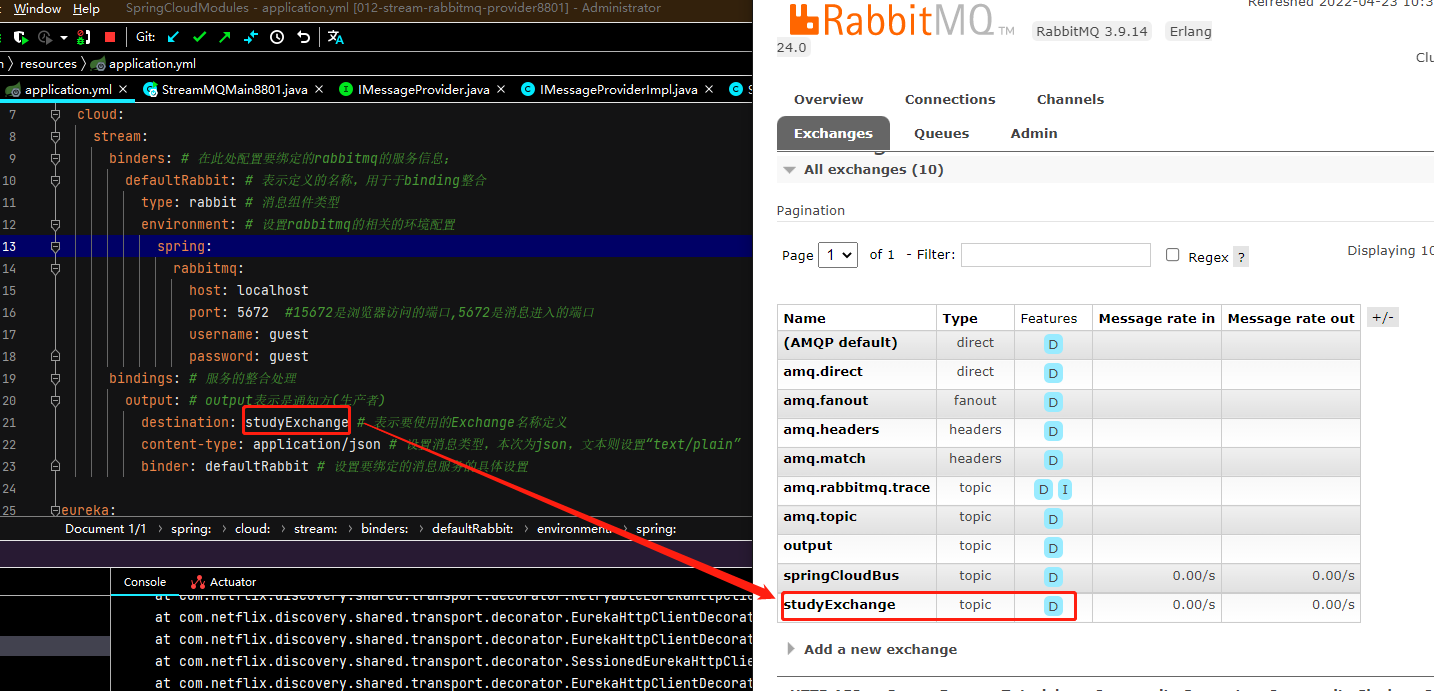 Window Help SpringCloudModules - application.yml [012-stream-rabbitmq-provider8801] - Administrator
Git:
resources application.yml
application.yml StreamMQMain8801.java IMessageProvider.java IMessageProviderImpl.java
7 cloud:
8 stream:
9 binders: # 在此处配置要绑定的rabbitmq的服务信息；
10 defaultRabbit: # 表示定义的名称，用于于binding整合
11 type: rabbit # 消息组件类型
12 environment: # 设置rabbitmq的相关的环境配置
13 spring:
14 rabbitmq:
15 host: localhost
16 port: 5672 #15672是浏览器访问的端口,5672是消息进入的端口
17 username: guest
18 password: guest
19 bindings: # 服务的整合处理
20 output: # output表示是通知方(生产者)
21 destination: studyExchange # 表示要使用的Exchange名称定义
22 content-type: application/json # 设置消息类型，本次为json，文本则设置“text/plain”
23 binder: defaultRabbit # 设置要绑定的消息服务的具体设置
24
25 eureka:
Document 1/1 spring: cloud: stream: binders: defaultRabbit: environment: spring:
Console Actuator
at com.netflix.discovery.shared.transport.decorator.RetryableEurekaHttpClie
at com.netflix.discovery.shared.transport.decorator.EurekaHttpClientDecorat
at com.netflix.discovery.shared.transport.decorator.EurekaHttpClientDecorat
at com.netflix.discovery.shared.transport.decorator.SessionedEurekaHttpClie
at com.netflix.discovery.shared.transport.decorator.EurekaHttpClientDecorat
Refreshed 2022-04-23 10:3
RabbitMQ TM RabbitMQ 3.9.14 Erlang
24.0
Clu
Overview Connections Channels
Exchanges Queues Admin
All exchanges (10)
Pagination
Page 1 of 1 - Filter: Regex ? Displaying 10
Name Type Features Message rate in Message rate out +/-
(AMQP default) direct D
amq.direct direct D
amq.fanout fanout D
amq.headers headers D
amq.match headers D
amq.rabbitmq.trace topic D I
amq.topic topic D
output topic D
springCloudBus topic D 0.00/s 0.00/s
studyExchange topic D 0.00/s 0.00/s
Add a new exchange